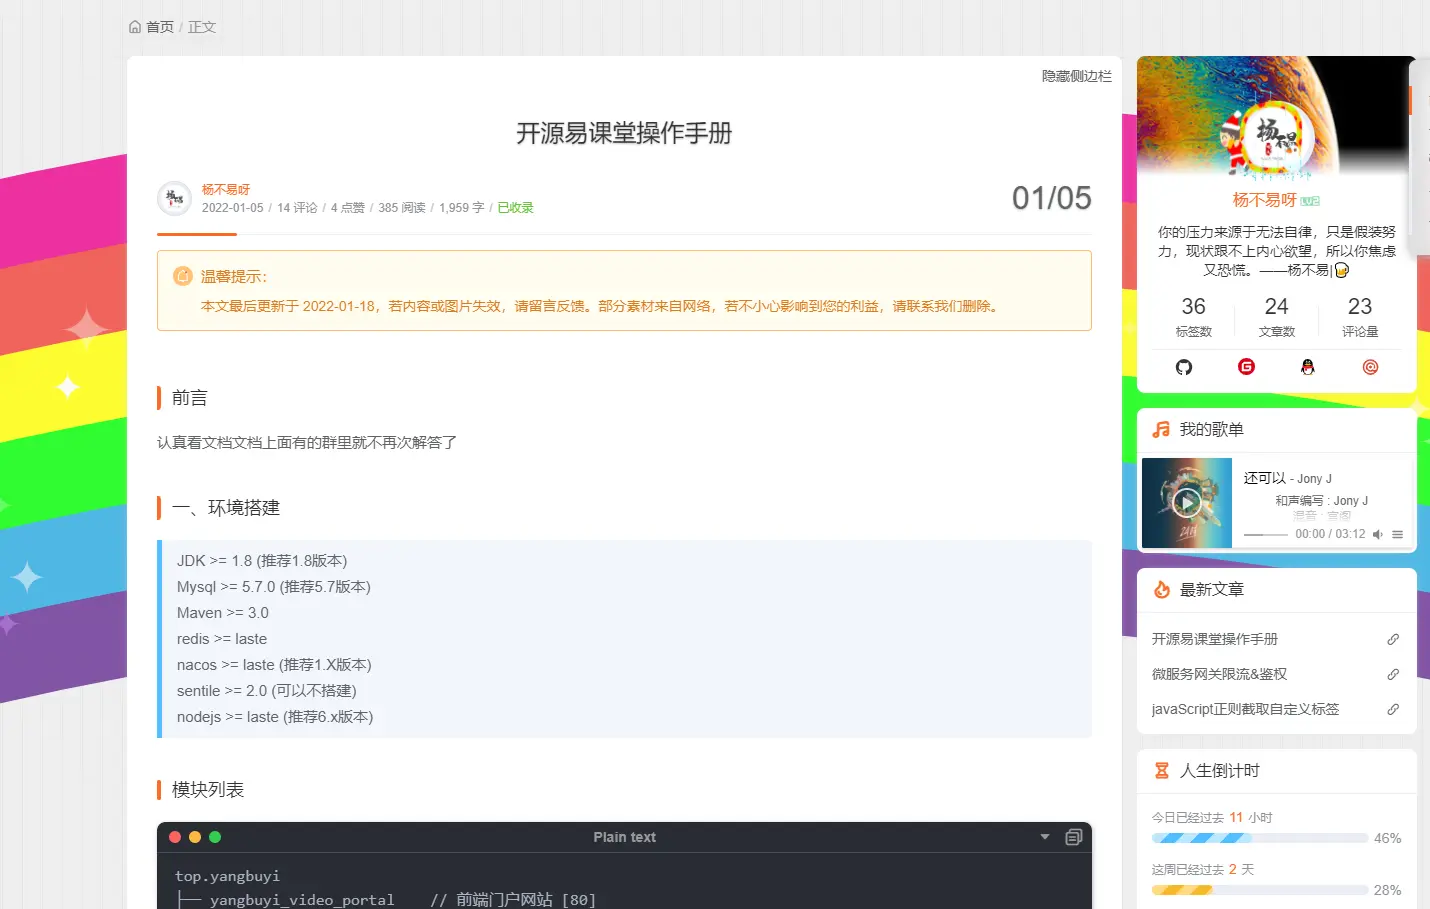 首页 / 正文
隐藏侧边栏
开源易课堂操作手册
杨不易呀
2022-01-05 / 14 评论 / 4 点赞 / 385 阅读 / 1,959 字 / 已收录
01/05
温馨提示：
本文最后更新于 2022-01-18，若内容或图片失效，请留言反馈。部分素材来自网络，若不小心影响到您的利益，请联系我们删除。
前言
认真看文档文档上面有的群里就不再次解答了
一、环境搭建
JDK >= 1.8 (推荐1.8版本)
Mysql >= 5.7.0 (推荐5.7版本)
Maven >= 3.0
redis >= laste
nacos >= laste (推荐1.X版本)
sentile >= 2.0 (可以不搭建)
nodejs >= laste (推荐6.x版本)
模块列表
Plain text
top.yangbuyi
├── yangbuyi_video_portal    // 前端门户网站 [80]
杨不易呀 LV2
你的压力来源于无法自律，只是假装努
力，现状跟不上内心欲望，所以你焦虑
又恐慌。——杨不易|
36
标签数
24
文章数
23
评论量
我的歌单
还可以 - Jony J
和声编写 : Jony J
00:00 / 03:12
最新文章
开源易课堂操作手册
微服务网关限流&鉴权
javaScript正则截取自定义标签
人生倒计时
今日已经过去 11 小时
46%
这周已经过去 2 天
28%